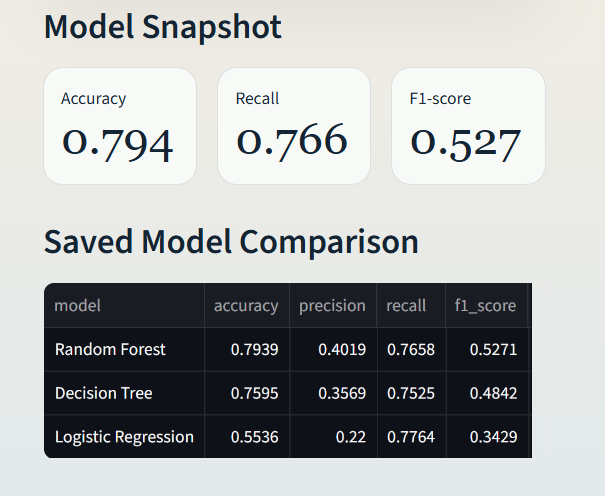 Model Snapshot
Accuracy Recall F1-score
0.794 0.766 0.527
Saved Model Comparison
model accuracy precision recall f1_score
Random Forest 0.7939 0.4019 0.7658 0.5271
Decision Tree 0.7595 0.3569 0.7525 0.4842
Logistic Regression 0.5536 0.22 0.7764 0.3429